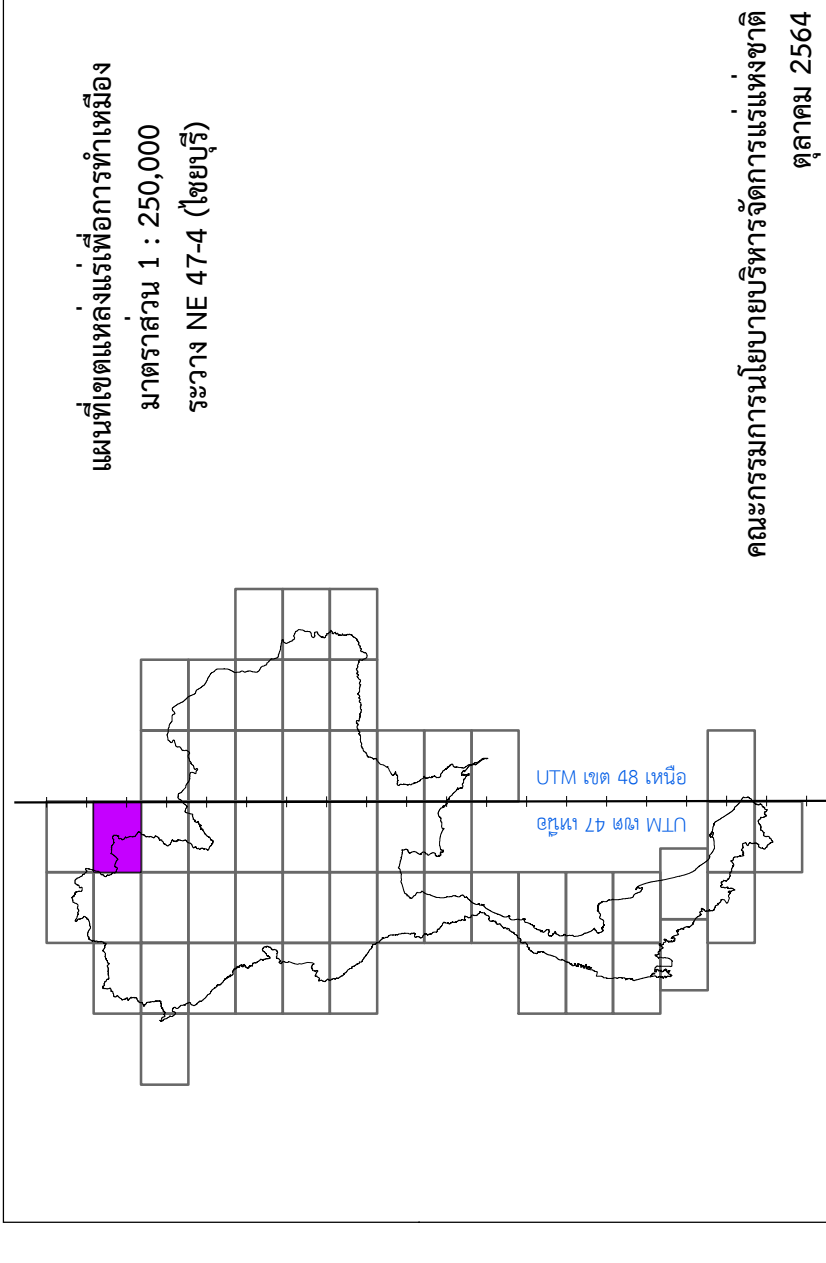 แผนที่เขตแหล่งแร่เพื่อการทำเหมือง
มาตราส่วน 1 : 250,000
ระวาง NE 47-4 (ไชยบุรี)
UTM เขต 48 เหนือ
UTM เขต 47 เหนือ
คณะกรรมการนโยบายบริหารจัดการแร่แห่งชาติ
ตุลาคม 2564